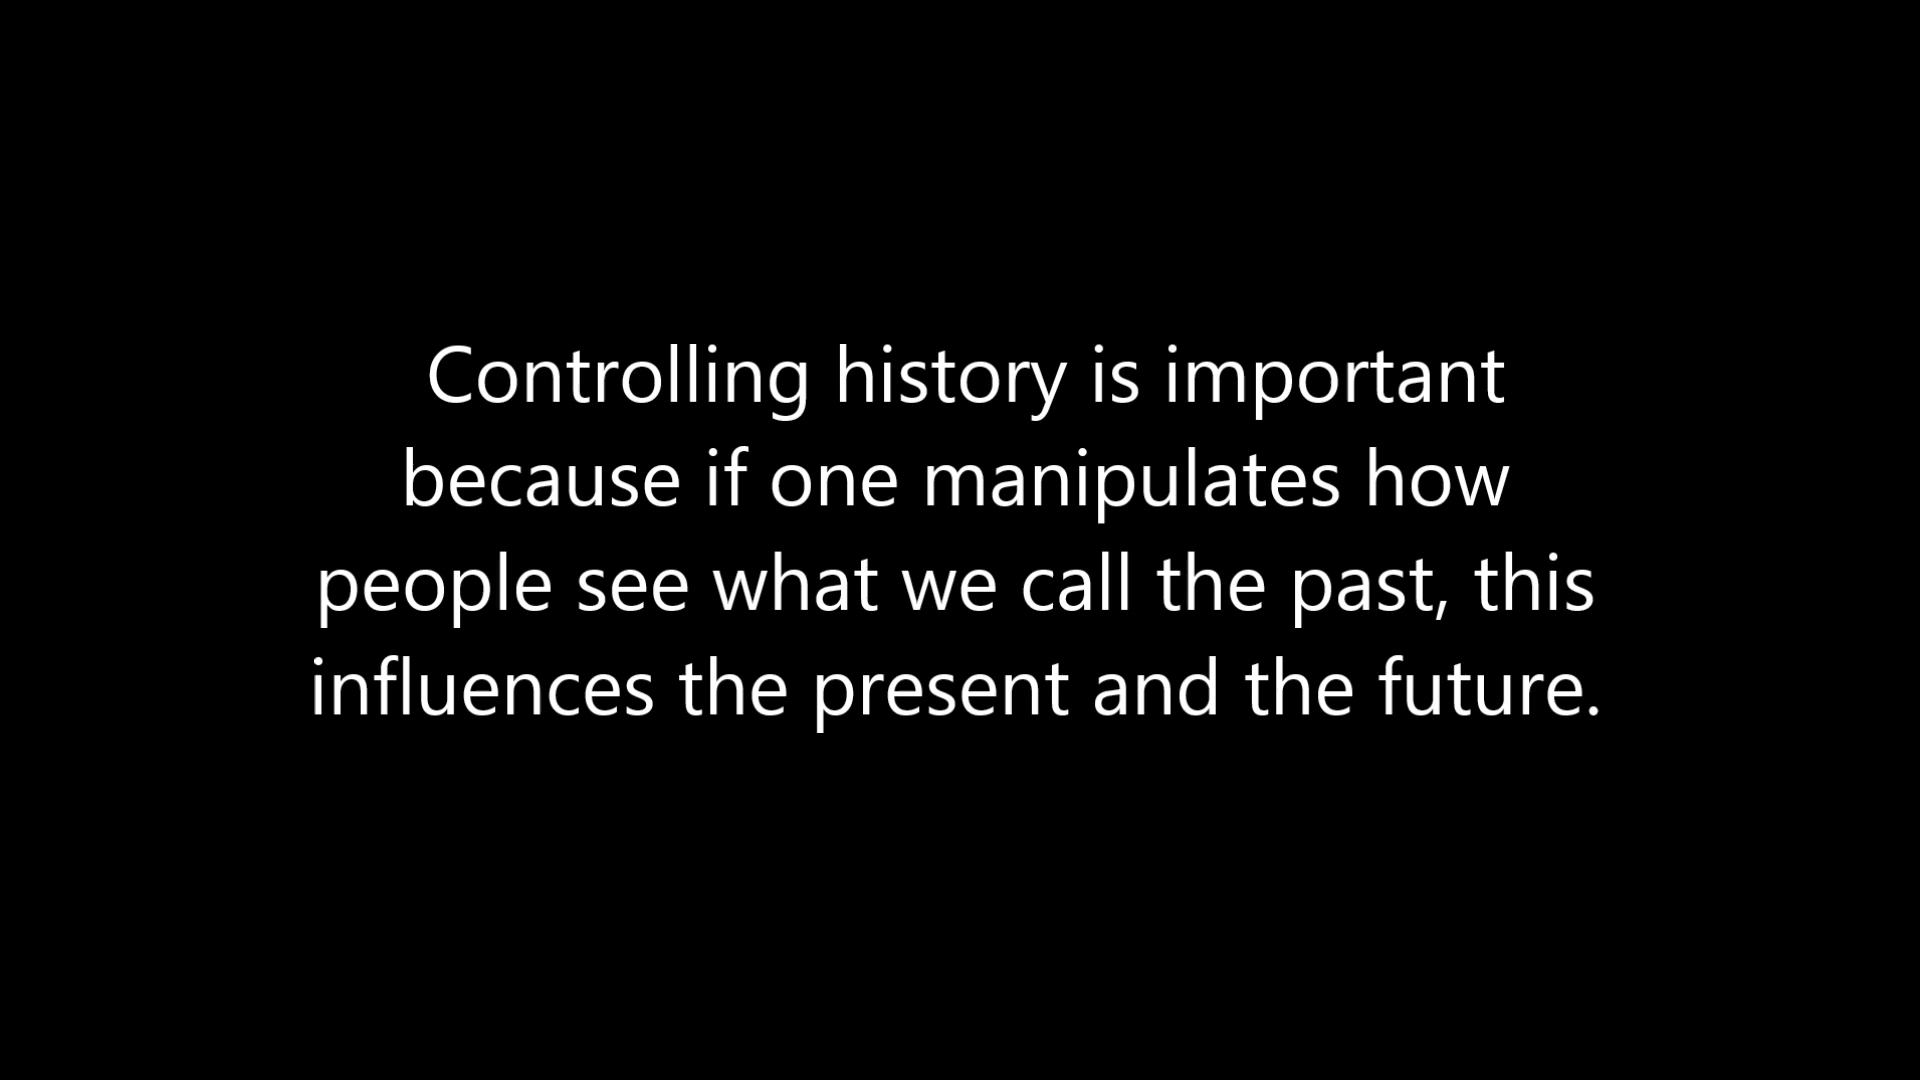 Controlling history is important
because if one manipulates how
people see what we call the past, this
influences the present and the future.